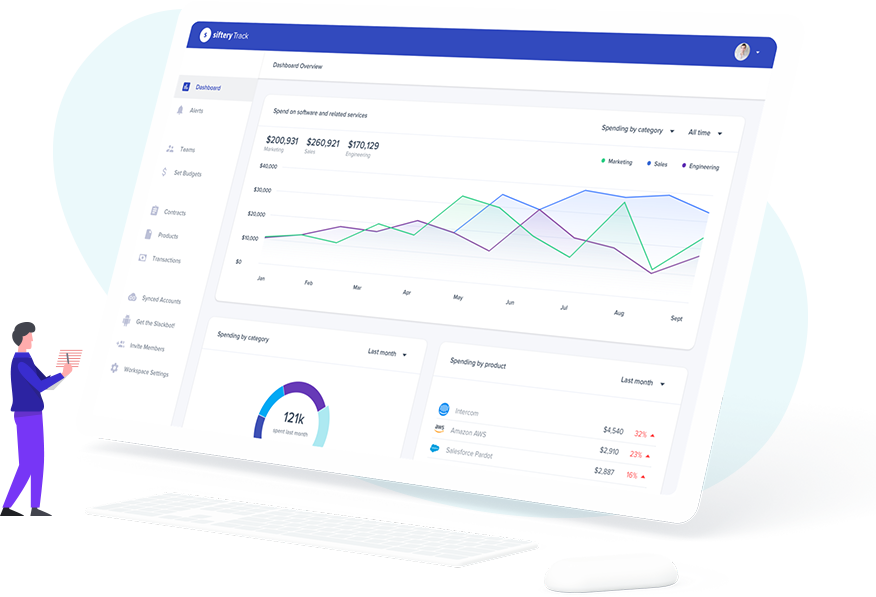 $ siftery Track
Dashboard Overview
Dashboard
Alerts
Teams
Set Budgets
Contracts
Products
Transactions
Synced Accounts
Get the Slackbot!
Invite Members
Workspace Settings
Spend on software and related services
Spending by category
All time
$200,931 $260,921 $170,129
Marketing Sales Engineering
Marketing Sales Engineering
$40,000
$30,000
$20,000
$10,000
$0
Jan Feb Mar Apr May Jun Jul Aug Sept
Spending by category
Last month
121k
spent last month
Spending by product
Last month
Intercom $4,540 32%
aws Amazon AWS $2,910 23%
Salesforce Pardot $2,887 16%